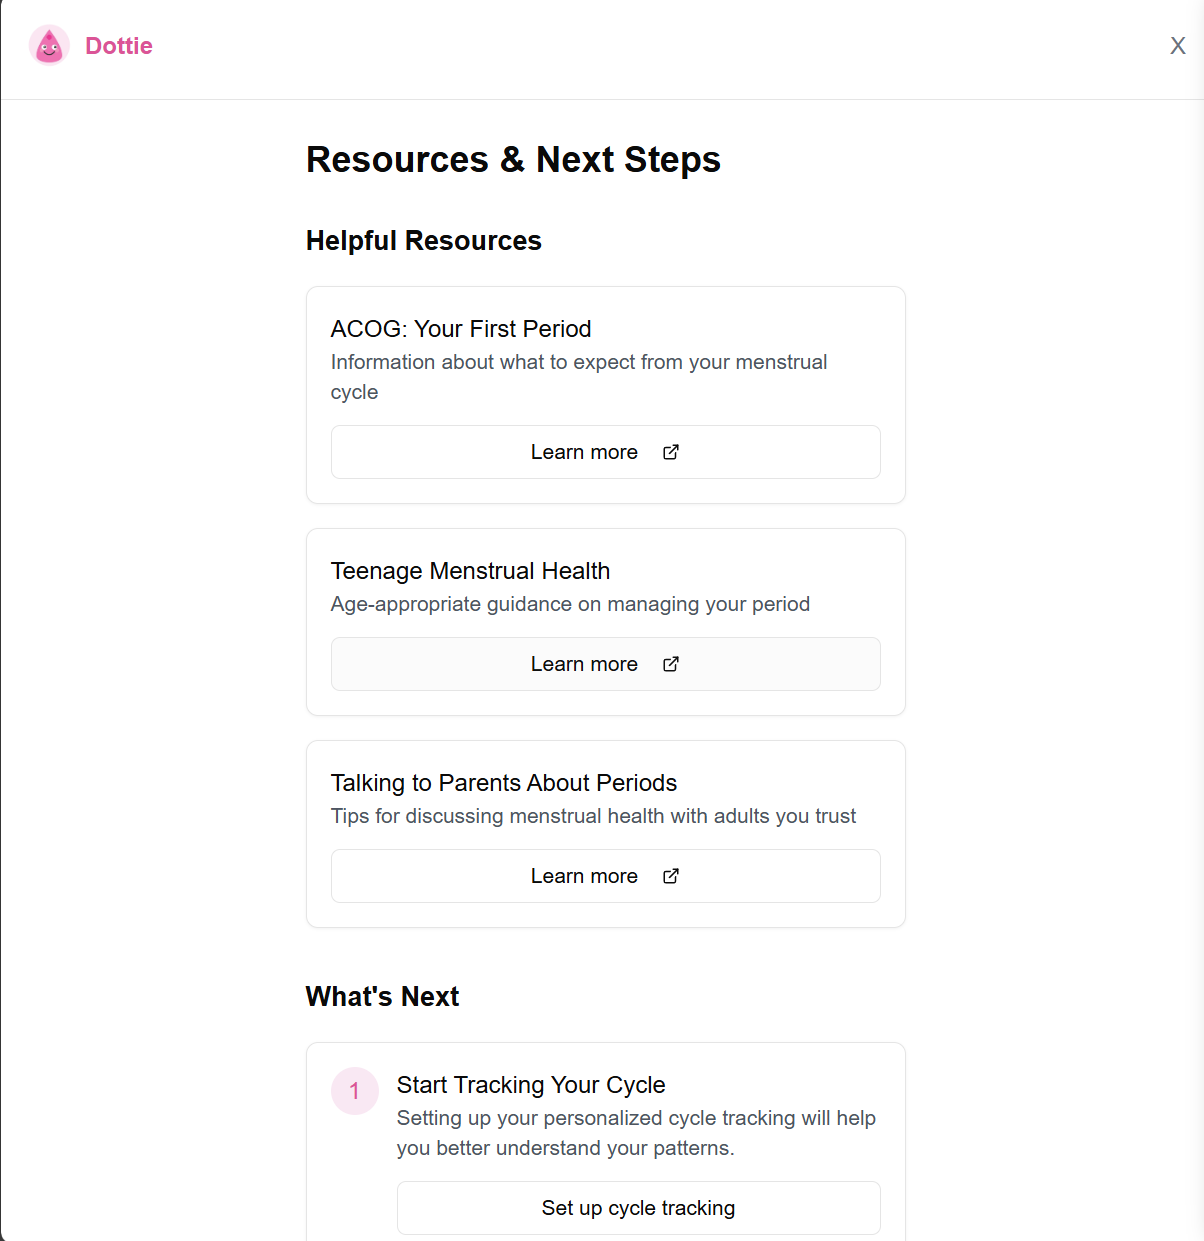 Dottie
X
Resources & Next Steps
Helpful Resources
ACOG: Your First Period
Information about what to expect from your menstrual
cycle
Learn more
Teenage Menstrual Health
Age-appropriate guidance on managing your period
Learn more
Talking to Parents About Periods
Tips for discussing menstrual health with adults you trust
Learn more
What's Next
1
Start Tracking Your Cycle
Setting up your personalized cycle tracking will help
you better understand your patterns.
Set up cycle tracking